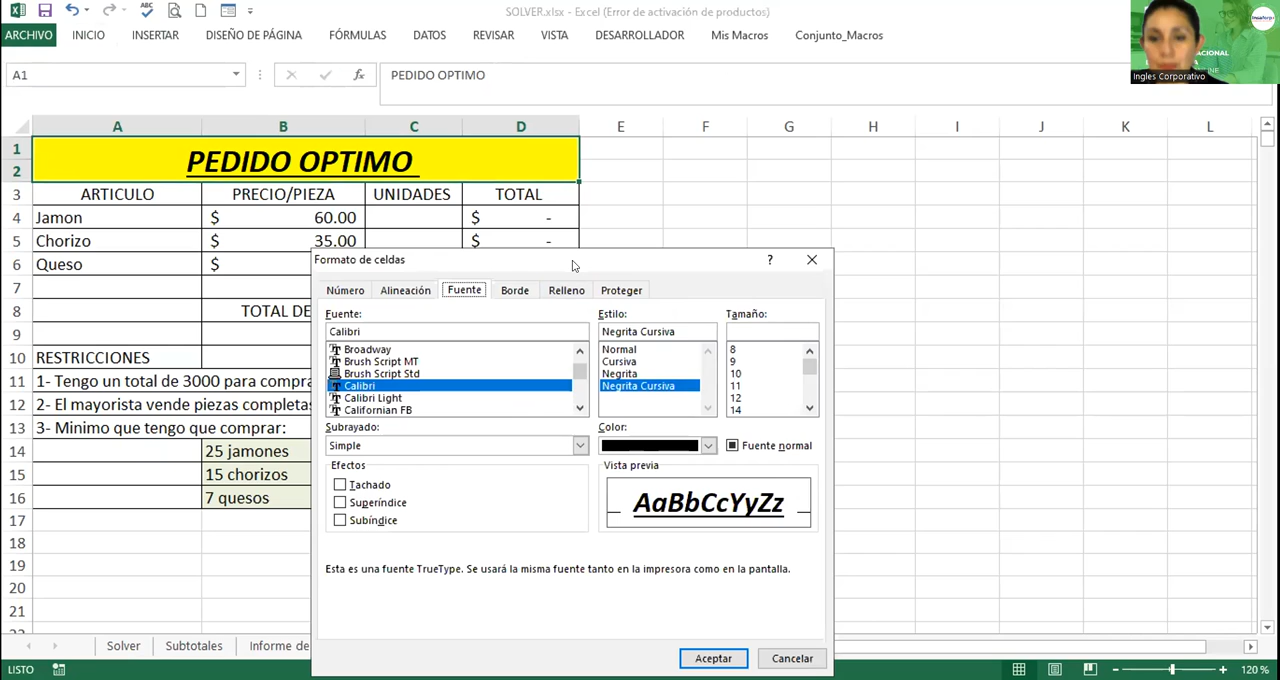 SOLVER.xlsx - Excel (Error de activación de productos)
ARCHIVO INICIO INSERTAR DISEÑO DE PÁGINA FÓRMULAS DATOS REVISAR VISTA DESARROLLADOR Mis Macros Conjunto_Macros
Ingles Corporativo
A1 fx PEDIDO OPTIMO
A B C D E F G H I J K L
1
2 PEDIDO OPTIMO
3 ARTICULO PRECIO/PIEZA UNIDADES TOTAL
4 Jamon $ 60.00 $ -
5 Chorizo $ 35.00 $ -
6 Queso $
7
8 TOTAL DE
9
10 RESTRICCIONES
11 1- Tengo un total de 3000 para compra
12 2- El mayorista vende piezas completas
13 3- Minimo que tengo que comprar:
14 25 jamones
15 15 chorizos
16 7 quesos
17
18
19
20
21
Formato de celdas ?
Número Alineación Fuente Borde Relleno Proteger
Fuente: Estilo: Tamaño:
Calibri Negrita Cursiva
Broadway Normal 8
Brush Script MT Cursiva 9
Brush Script Std Negrita 10
Calibri Negrita Cursiva 11
Calibri Light 12
Californian FB 14
Subrayado: Color:
Simple Fuente normal
Efectos Vista previa
Tachado
Superíndice
Subíndice
AaBbCcYyZz
Esta es una fuente TrueType. Se usará la misma fuente tanto en la impresora como en la pantalla.
Aceptar Cancelar
Solver Subtotales Informe de
LISTO 120 %